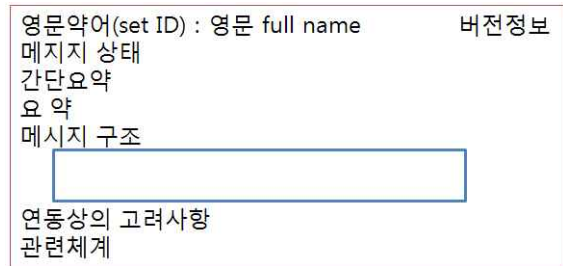 영문약어(set ID) : 영문 full name 버전정보
메지지 상태
간단요약
요 약
메시지 구조
연동상의 고려사항
관련체계